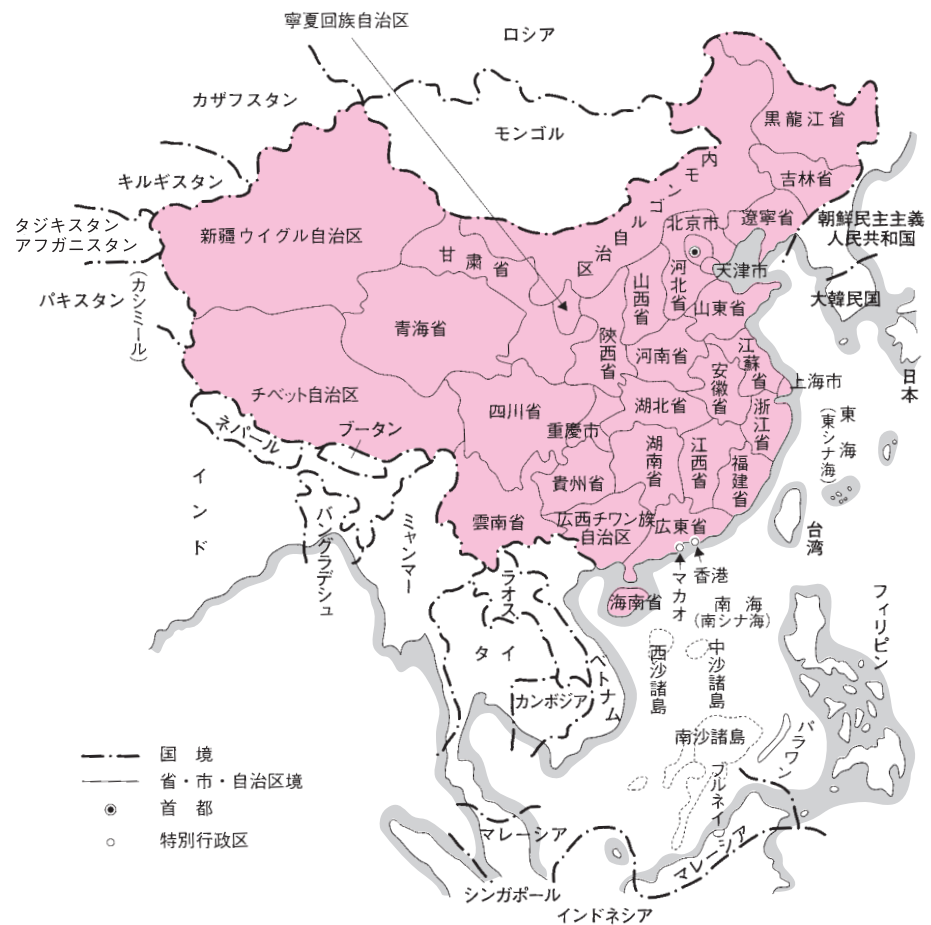 寧夏回族自治区
ロシア
カザフスタン
モンゴル
黒龍江省
キルギスタン
内モンゴル自治区
吉林省
タジキスタン
アフガニスタン
新疆ウイグル自治区
甘粛省
北京市
遼寧省
朝鮮民主主義
人民共和国
パキスタン
(カシミール)
天津市
大韓民国
青海省
山西省
河北省
山東省
陝西省
河南省
江蘇省
安徽省
上海市
日本
チベット自治区
四川省
重慶市
湖北省
浙江省
東海
(東シナ海)
ネパール
ブータン
湖南省
江西省
福建省
貴州省
インド
雲南省
広西チワン族
自治区
広東省
台湾
バングラデシュ
ミャンマー
ラオス
海南省
マカオ
香港
南海
(南シナ海)
フィリピン
タイ
ベトナム
西沙諸島
中沙諸島
カンボジア
南沙諸島
パラワン
ブルネイ
国境
省・市・自治区境
首都
特別行政区
マレーシア
マレーシア
シンガポール
インドネシア